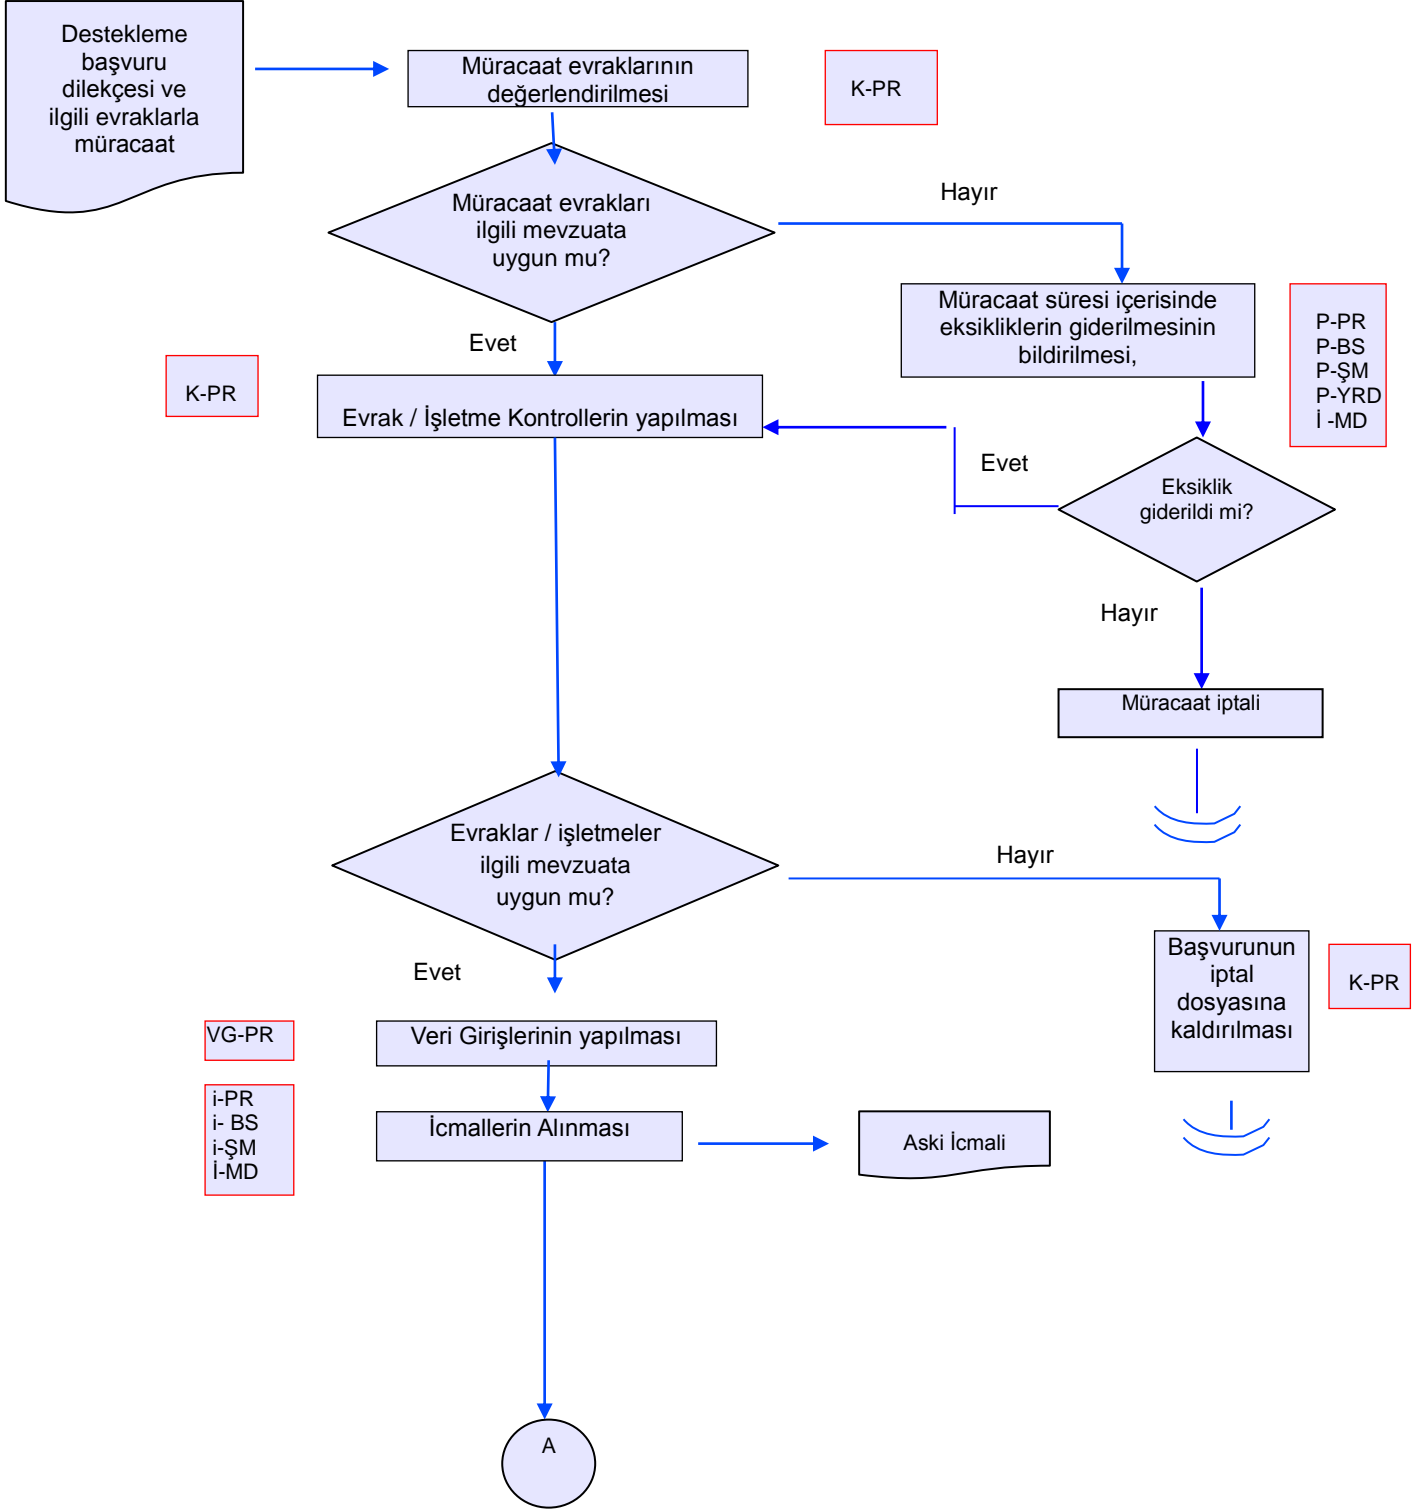 Destekleme
başvuru
dilekçesi ve
ilgili evraklarla
müracaat
Müracaat evraklarının
değerlendirilmesi
K-PR
Müracaat evrakları
ilgili mevzuata
uygun mu?
Hayır
Müracaat süresi içerisinde
eksikliklerin giderilmesinin
bildirilmesi,
P-PR
P-BS
P-ŞM
P-YRD
İ -MD
Evet
K-PR
Evrak / İşletme Kontrollerin yapılması
Evet
Eksiklik
giderildi mi?
Hayır
Müracaat iptali
Evraklar / işletmeler
ilgili mevzuata
uygun mu?
Hayır
Evet
Başvurunun
iptal
dosyasına
kaldırılması
K-PR
VG-PR
Veri Girişlerinin yapılması
i-PR
i- BS
i-ŞM
İ-MD
İcmallerin Alınması
Aski İcmali
A